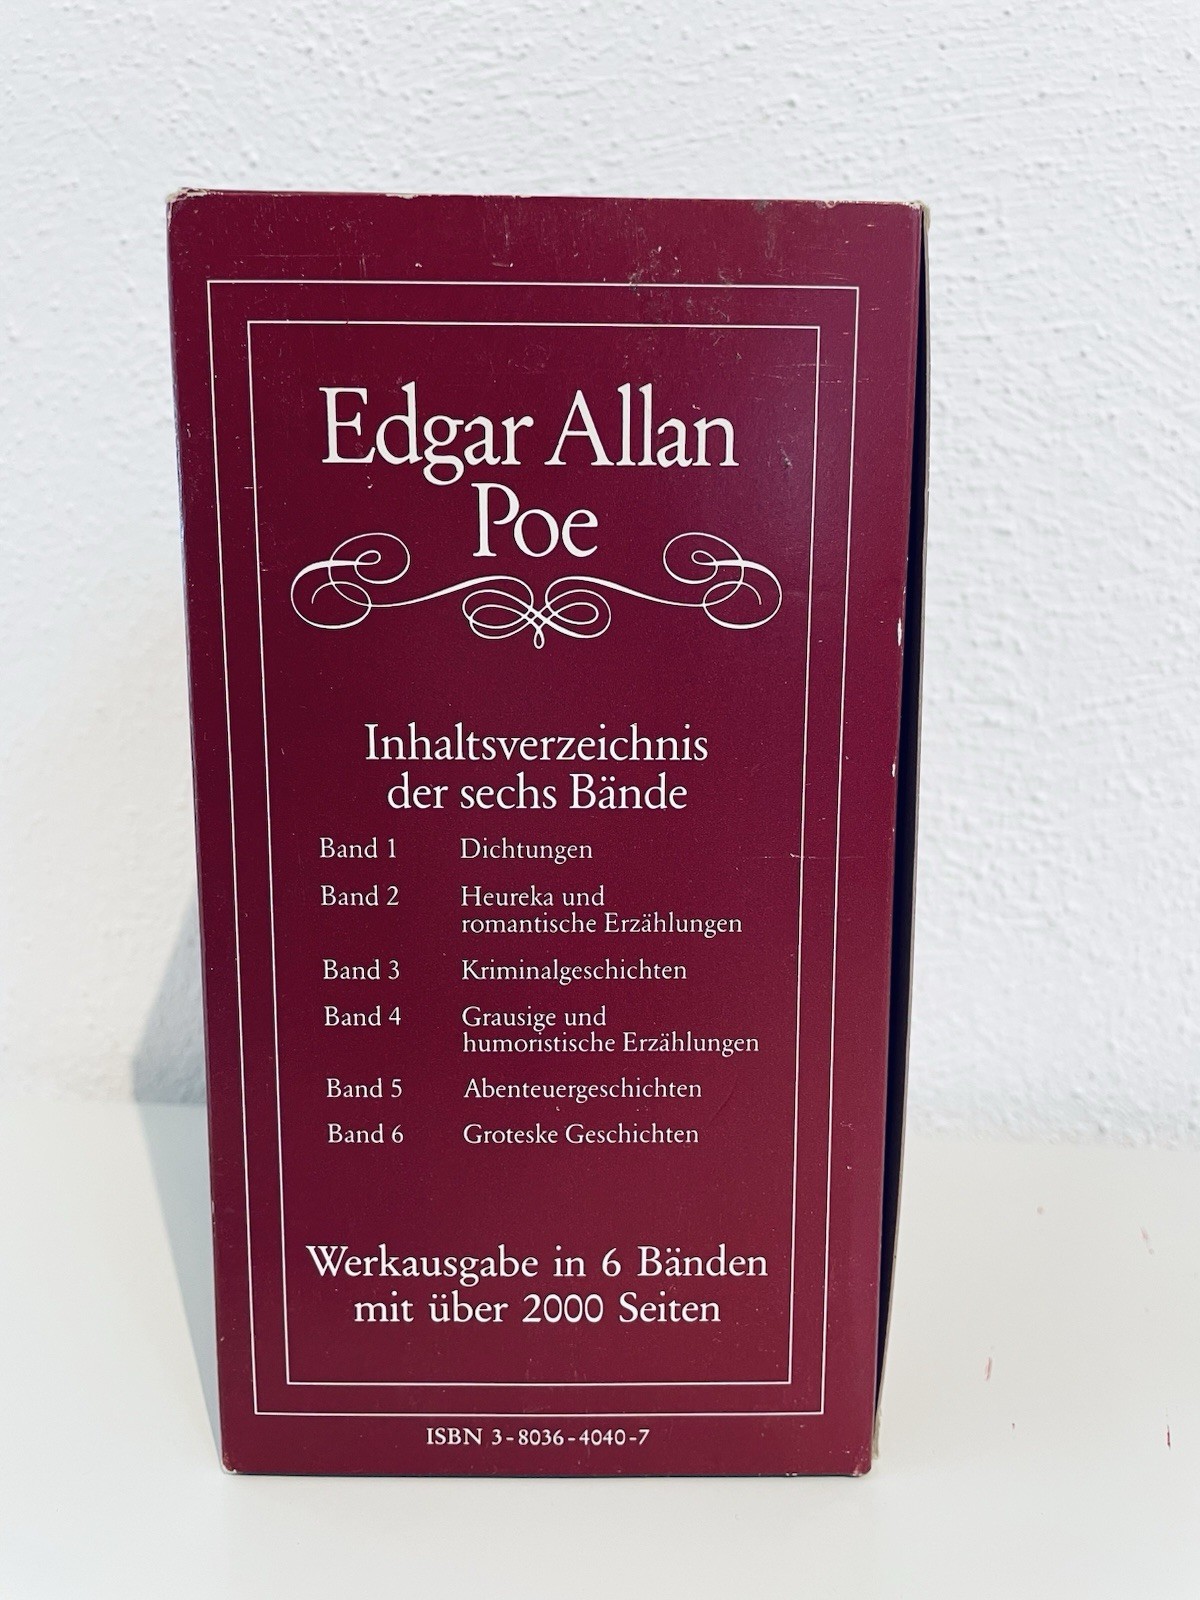 Edgar Allan
Poe
Inhaltsverzeichnis
der sechs Bände
Band 1 Dichtungen
Band 2 Heureka und
romantische Erzählungen
Band 3 Kriminalgeschichten
Band 4 Grausige und
humoristische Erzählungen
Band 5 Abenteuergeschichten
Band 6 Groteske Geschichten
Werkausgabe in 6 Bänden
mit über 2000 Seiten
ISBN 3-8036-4040-7